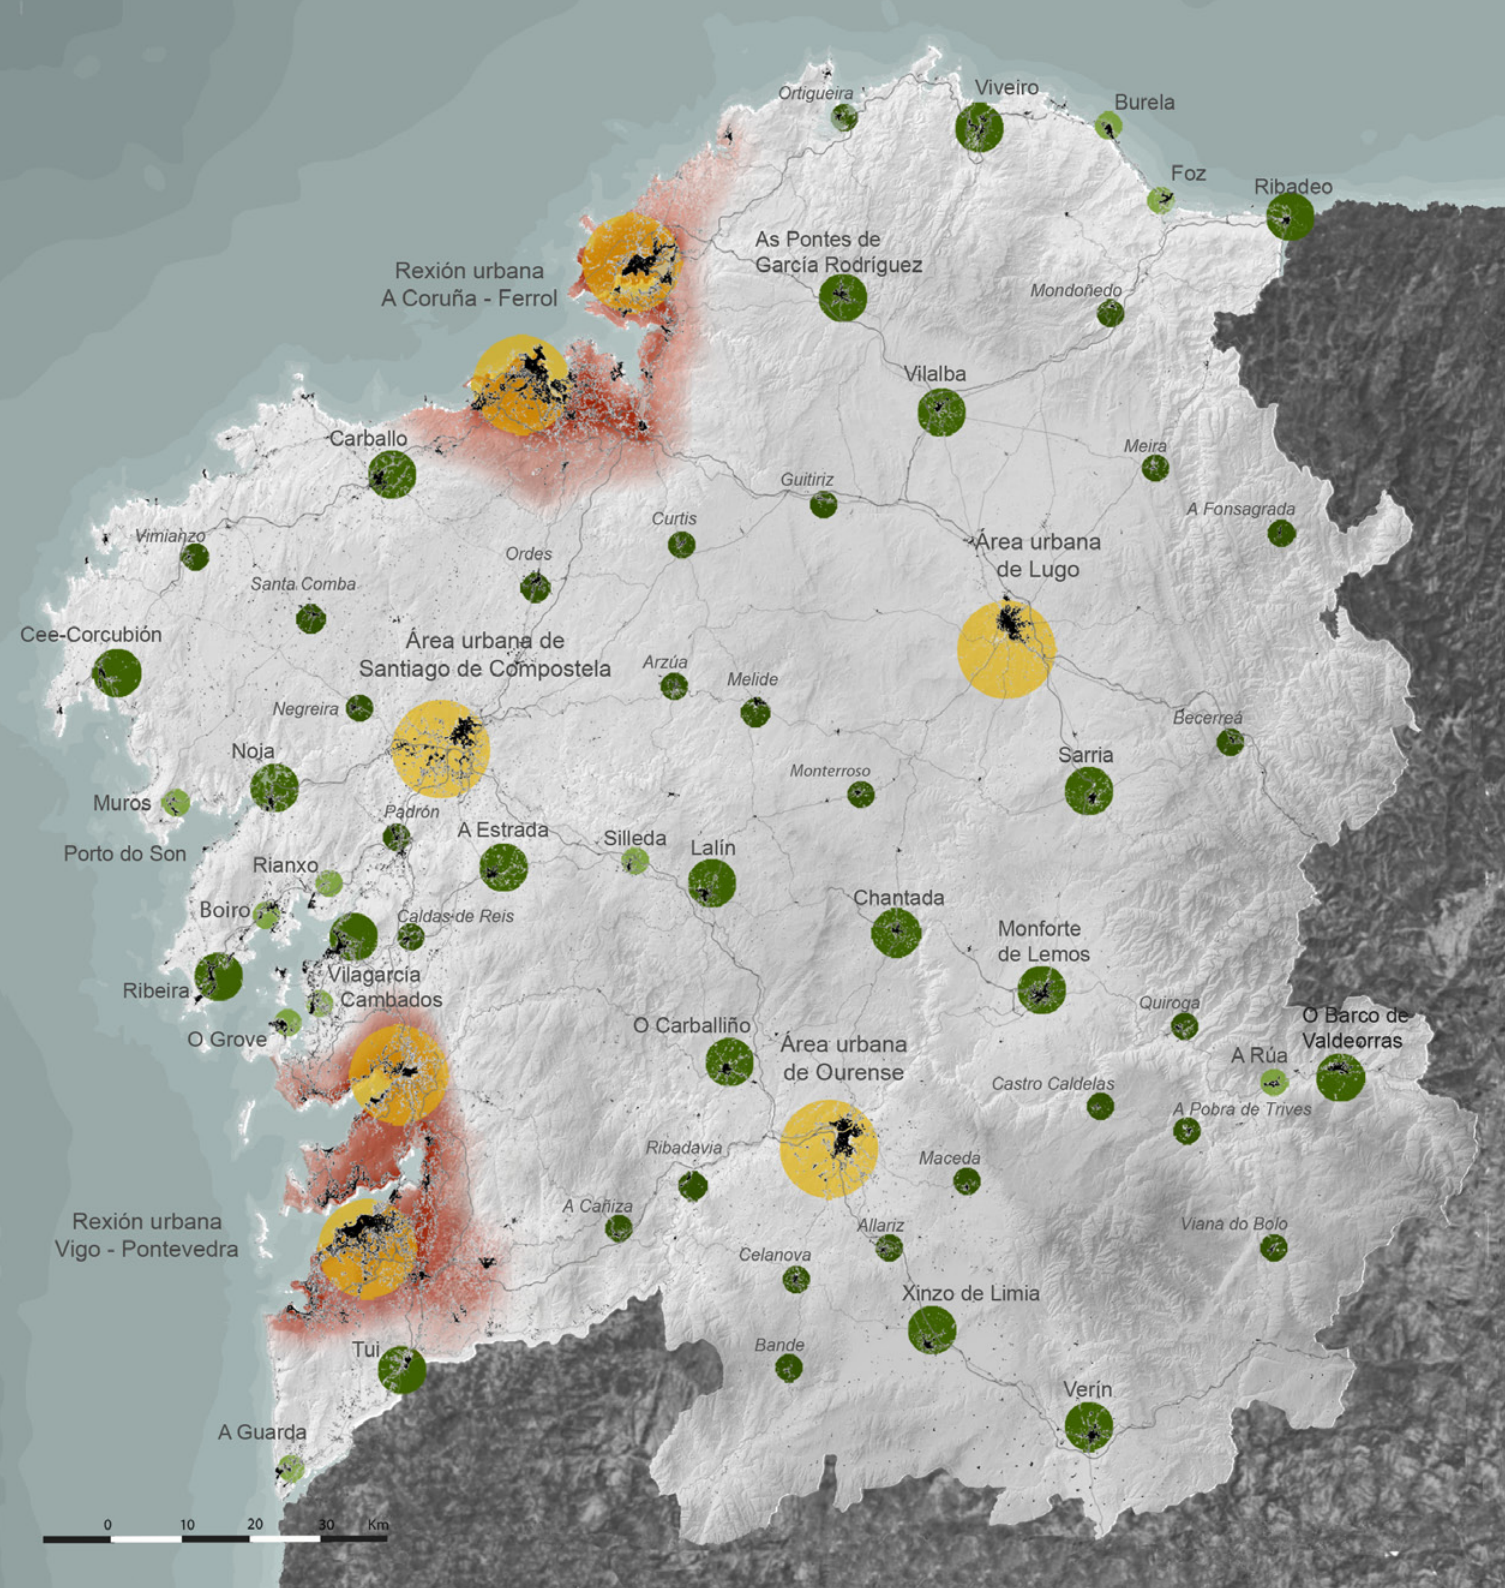 Ortigueira
Viveiro
Burela
Foz
Ribadeo
As Pontes de
García Rodríguez
Rexión urbana
A Coruña - Ferrol
Mondoñedo
Vilalba
Carballo
Meira
Guitiriz
A Fonsagrada
Curtis
Vimianzo
Ordes
Área urbana
de Lugo
Santa Comba
Cee-Corcubión
Área urbana de
Santiago de Compostela
Arzúa
Melide
Negreira
Becerreá
Noja
Sarria
Monterroso
Muros
Padrón
A Estrada
Silleda
Lalín
Porto do Son
Rianxo
Chantada
Boiro
Caldas de Reis
Monforte
de Lemos
Vilagarcía
Ribeira
Cambados
Quiroga
O Barco de
Valdeorras
O Grove
O Carballiño
Área urbana
de Ourense
A Rúa
Castro Caldelas
A Pobra de Trives
Ribadavia
Maceda
A Cañiza
Allariz
Viana do Bolo
Rexión urbana
Vigo - Pontevedra
Celanova
Xinzo de Limia
Tui
Bande
Verín
A Guarda
0 10 20 30 Km